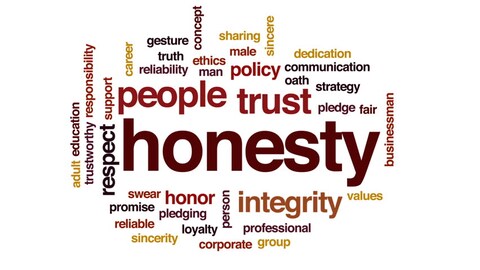 concept
sharing
sincere
gesture
career
truth
ethics
male
dedication
reliability
man
policy
communication
oath
responsibility
support
people
trust
strategy
pledge
fair
businessman
education
trustworthy
adult
respect
honesty
swear
honor
person
integrity
values
promise
pledging
reliable
loyalty
professional
sincerity
corporate
group